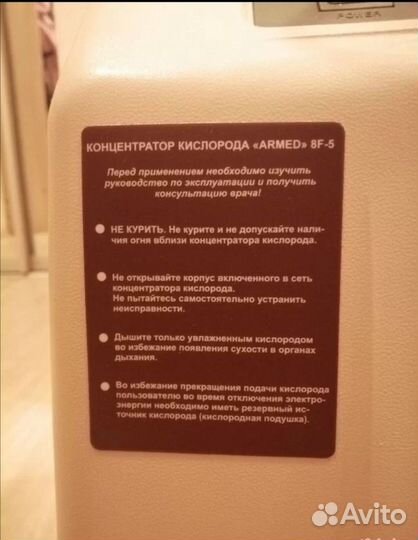 POWER
КОНЦЕНТРАТОР КИСЛОРОДА «ARMED» 8F-5
Перед применением необходимо изучить
руководство по эксплуатации и получить
консультацию врача!
НЕ КУРИТЬ. Не курите и не допускайте нали-
чия огня вблизи концентратора кислорода.
Не открывайте корпус включенного в сеть
концентратора кислорода.
Не пытайтесь самостоятельно устранить
неисправности.
Дышите только увлажненным кислородом
во избежание появления сухости в органах
дыхания.
Во избежание прекращения подачи кислорода
пользователю во время отключения электро-
энергии необходимо иметь резервный ис-
точник кислорода (кислородная подушка).
Avito